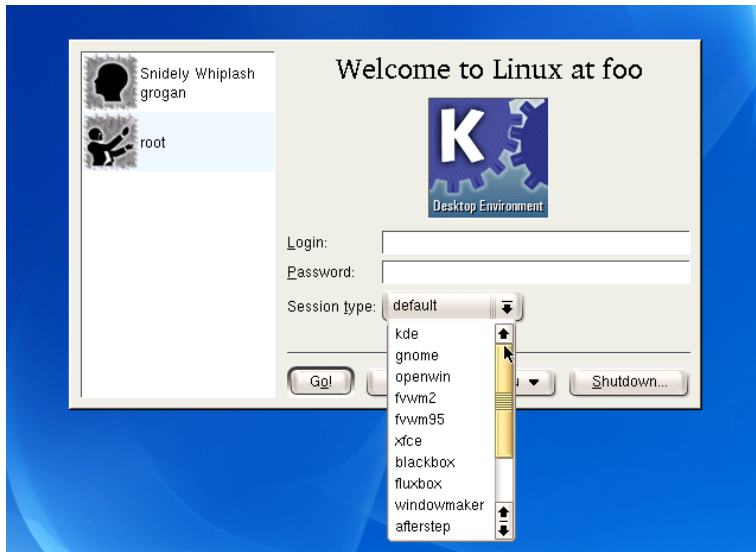 Snidely Whiplash
grogan
root
Welcome to Linux at foo
K
Desktop Environment
Login:
Password:
Session type: default
kde
gnome
openwin
fvwm2
fvwm95
xfce
blackbox
fluxbox
windowmaker
afterstep
Go!
Shutdown...